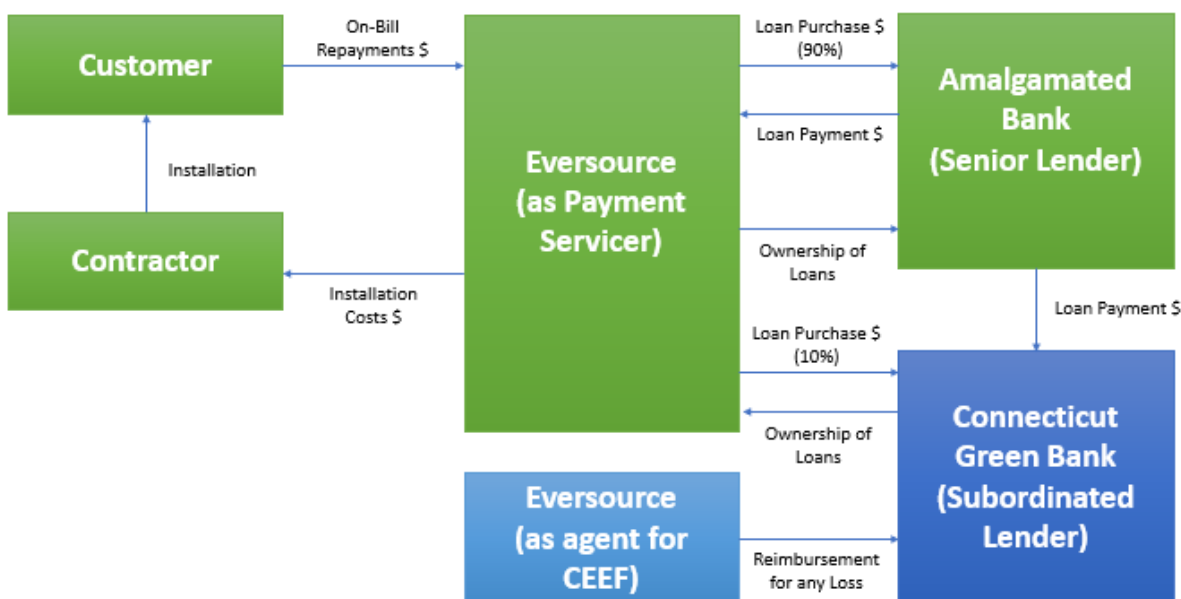 On-Bill
Repayments $
Loan Purchase $
(90%)
Customer
Amalgamated
Bank
(Senior Lender)
Loan Payment $
Eversource
(as Payment
Servicer)
Installation
Contractor
Ownership of
Loans
Installation
Costs $
Loan Payment $
Loan Purchase $
(10%)
Connecticut
Green Bank
(Subordinated
Lender)
Ownership of
Loans
Eversource
(as agent for
CEEF)
Reimbursement
for any Loss